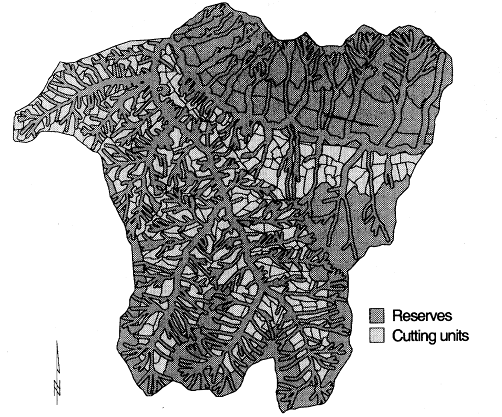 Reserves
Cutting units
N